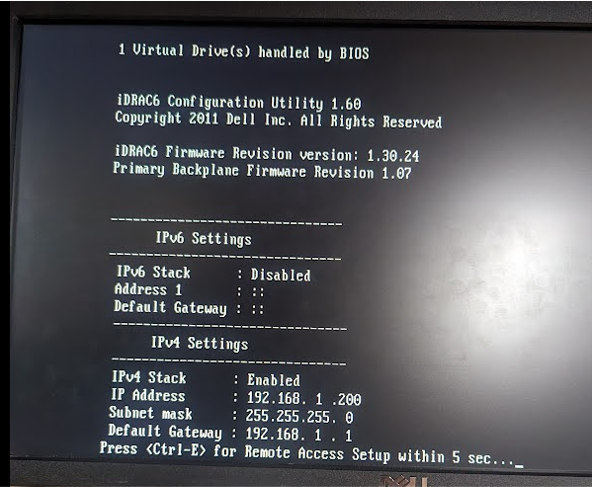 1 Virtual Drive(s) handled by BIOS
iDRAC6 Configuration Utility 1.60
Copyright 2011 Dell Inc. All Rights Reserved
iDRAC6 Firmware Revision version: 1.30.24
Primary Backplane Firmware Revision 1.07
------------------------------
IPv6 Settings
------------------------------
IPv6 Stack : Disabled
Address 1 : ::
Default Gateway : ::
------------------------------
IPv4 Settings
------------------------------
IPv4 Stack : Enabled
IP Address : 192.168. 1 .200
Subnet mask : 255.255.255. 0
Default Gateway : 192.168. 1 . 1
Press <Ctrl-E> for Remote Access Setup within 5 sec..._